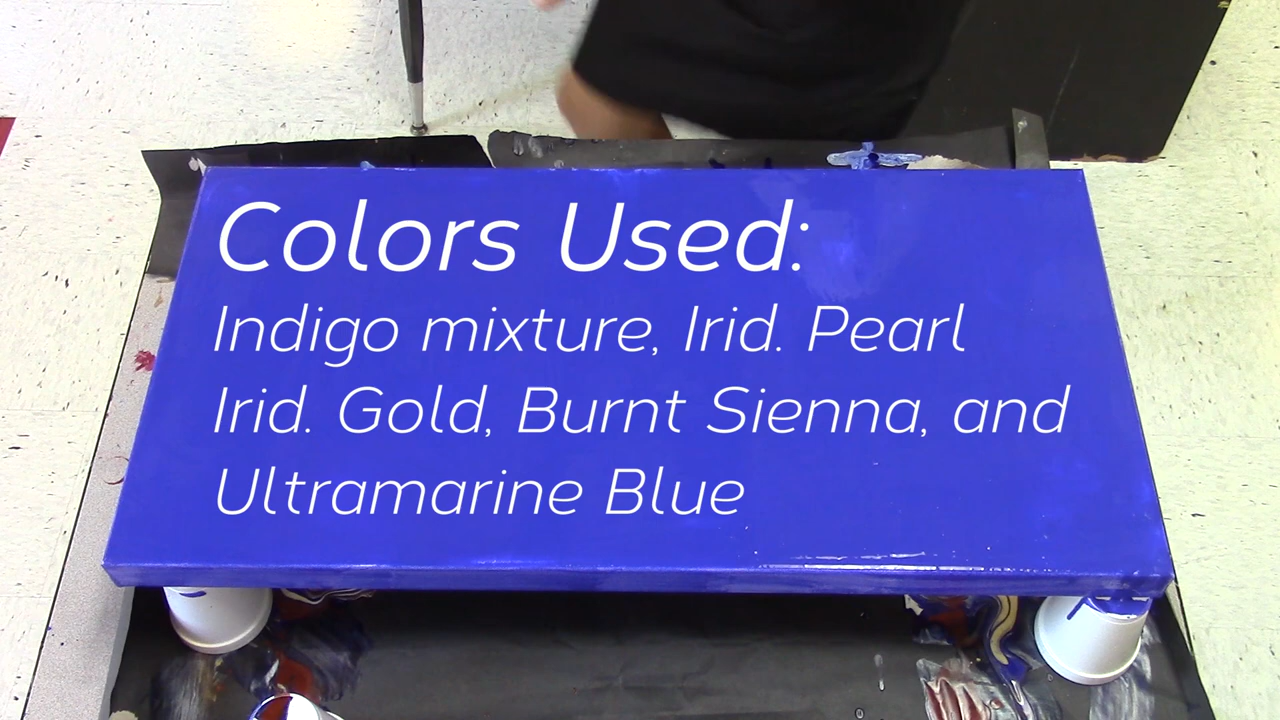 Colors Used:
Indigo mixture, Irid. Pearl
Irid. Gold, Burnt Sienna, and
Ultramarine Blue